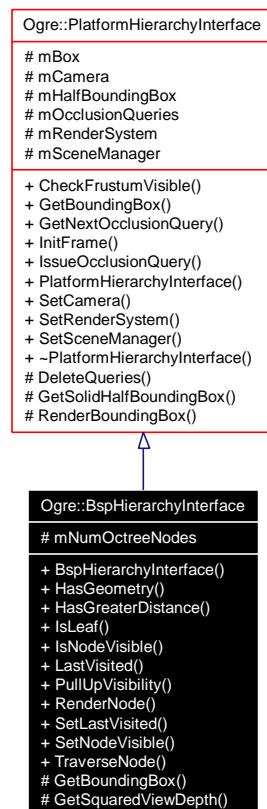 Ogre::PlatformHierarchyInterface
# mBox
# mCamera
# mHalfBoundingBox
# mOcclusionQueries
# mRenderSystem
# mSceneManager
+ CheckFrustumVisible()
+ GetBoundingBox()
+ GetNextOcclusionQuery()
+ InitFrame()
+ IssueOcclusionQuery()
+ PlatformHierarchyInterface()
+ SetCamera()
+ SetRenderSystem()
+ SetSceneManager()
+ ~PlatformHierarchyInterface()
# DeleteQueries()
# GetSolidHalfBoundingBox()
# RenderBoundingBox()
Ogre::BspHierarchyInterface
# mNumOctreeNodes
+ BspHierarchyInterface()
+ HasGeometry()
+ HasGreaterDistance()
+ IsLeaf()
+ IsNodeVisible()
+ LastVisited()
+ PullUpVisibility()
+ RenderNode()
+ SetLastVisited()
+ SetNodeVisible()
+ TraverseNode()
# GetBoundingBox()
# GetSquaredViewDepth()